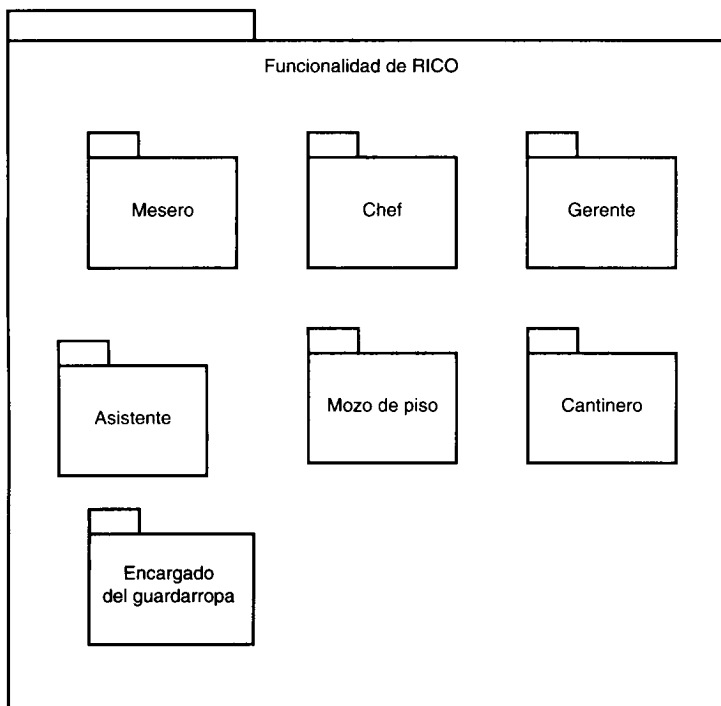 Funcionalidad de RICO
Mesero
Chef
Gerente
Asistente
Mozo de piso
Cantinero
Encargado
del guardarropa